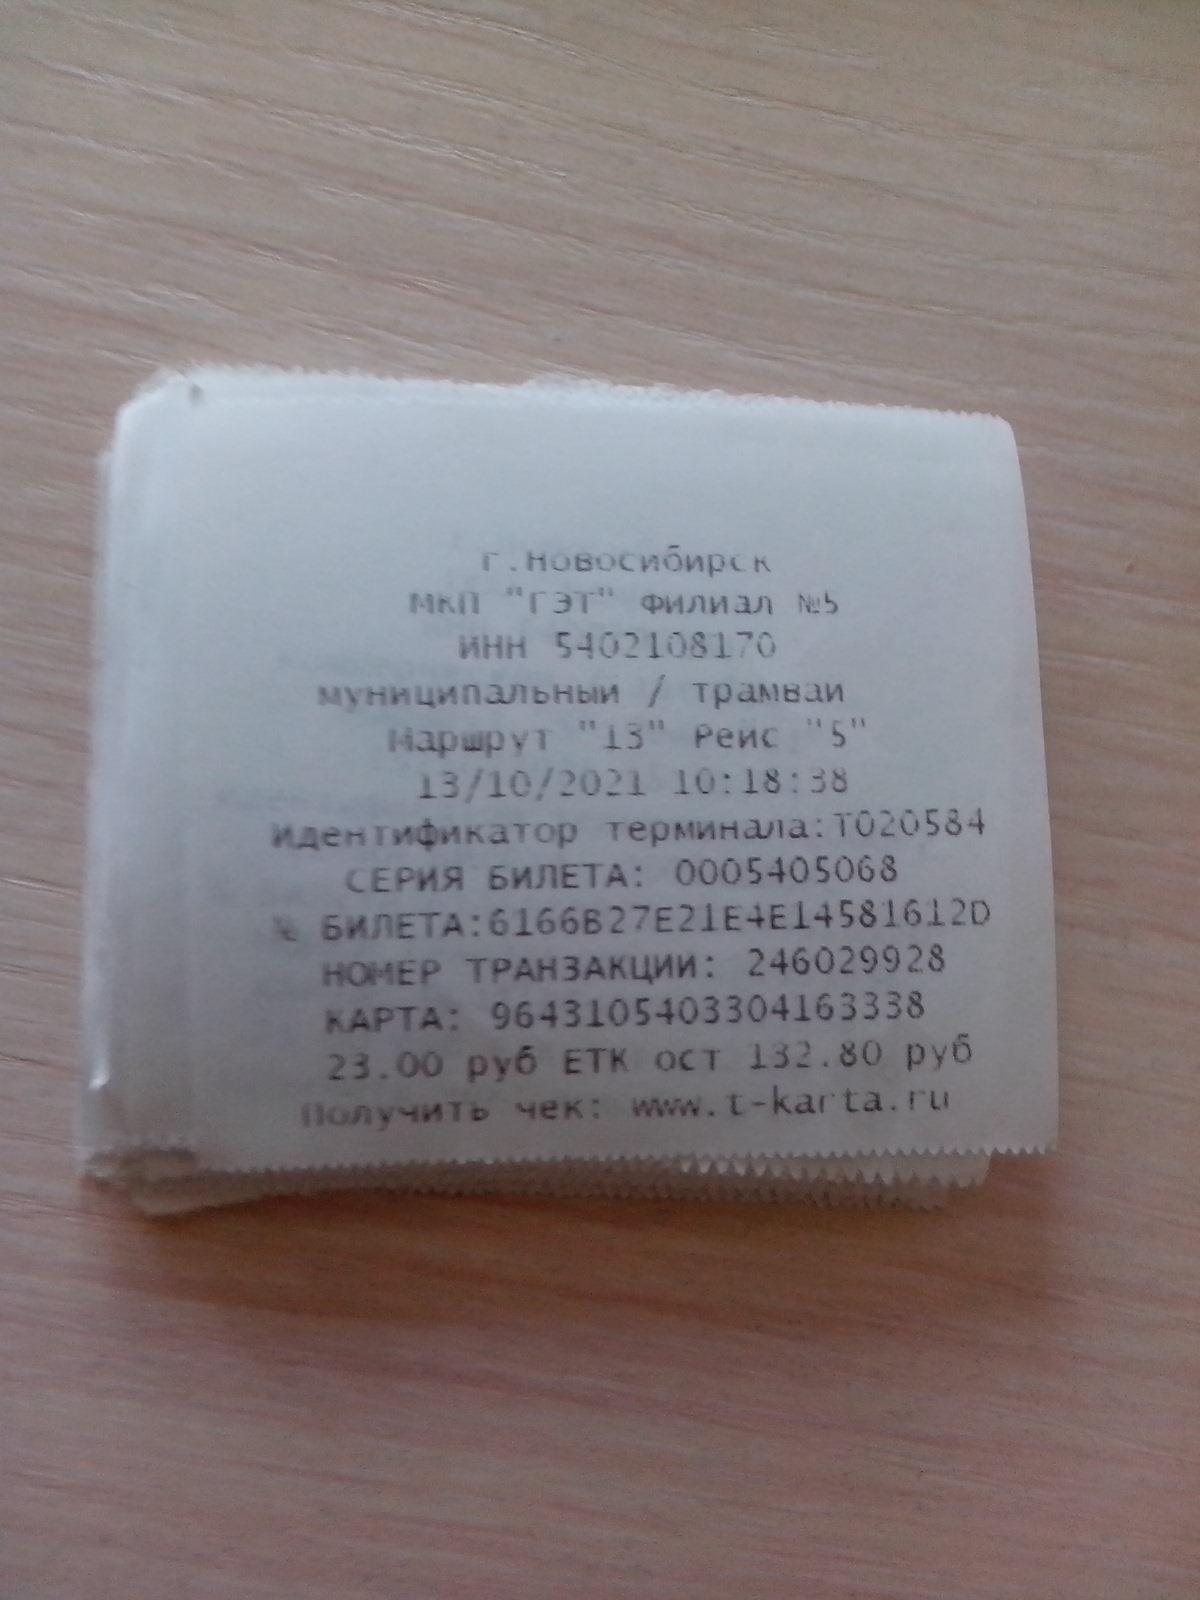 г.Новосибирск
МКП "ГЭТ" Филиал №5
ИНН 5402108170
муниципальный / трамвай
Маршрут "13" Рейс "5"
13/10/2021 10:18:38
Идентификатор терминала:T020584
СЕРИЯ БИЛЕТА: 0005405068
№ БИЛЕТА:6166B27E21E4E14581612D
НОМЕР ТРАНЗАКЦИИ: 246029928
КАРТА: 9643105403304163338
23.00 руб ЕТК ост 132.80 руб
Получить чек: www.t-karta.ru